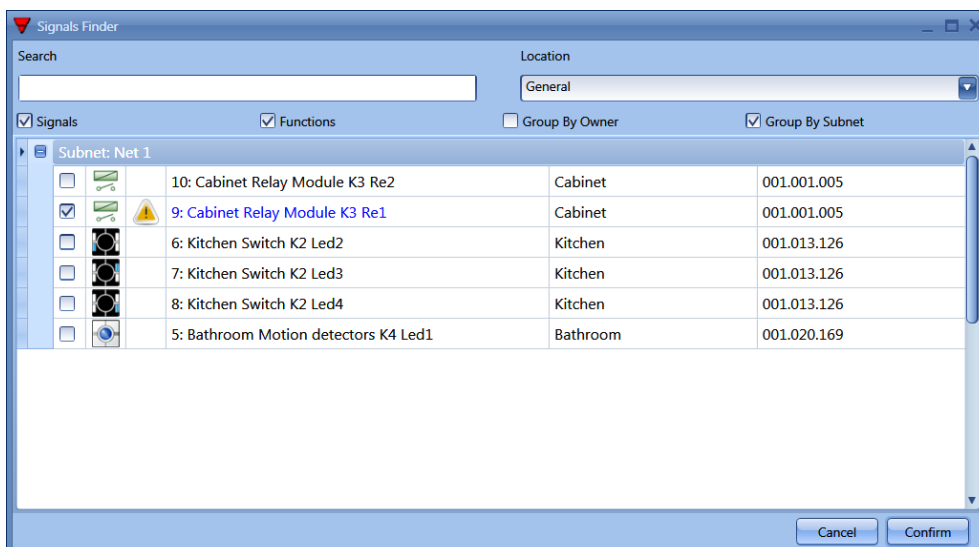 Signals Finder
Search Location
General
Signals Functions Group By Owner Group By Subnet
Subnet: Net 1
10: Cabinet Relay Module K3 Re2 Cabinet 001.001.005
9: Cabinet Relay Module K3 Re1 Cabinet 001.001.005
6: Kitchen Switch K2 Led2 Kitchen 001.013.126
7: Kitchen Switch K2 Led3 Kitchen 001.013.126
8: Kitchen Switch K2 Led4 Kitchen 001.013.126
5: Bathroom Motion detectors K4 Led1 Bathroom 001.020.169
Cancel Confirm